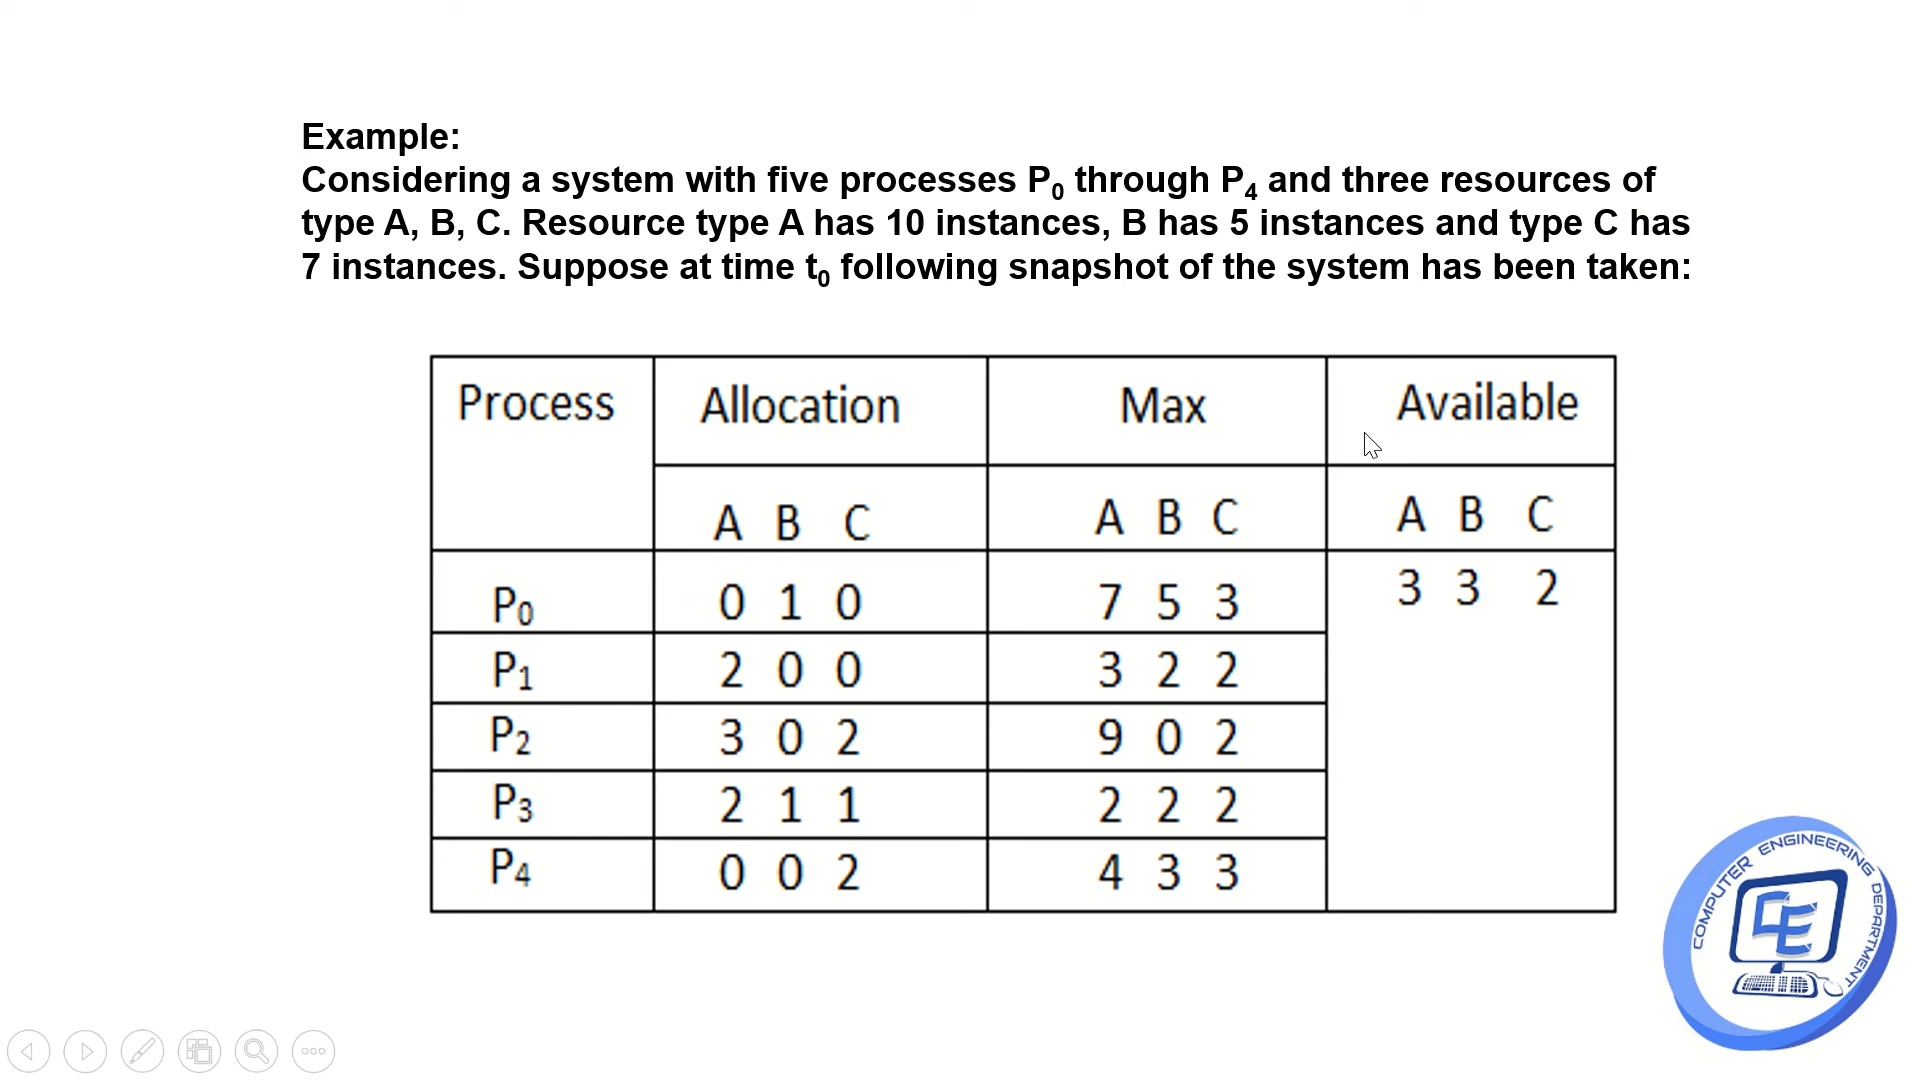 Example:
Considering a system with five processes P0 through P4 and three resources of
type A, B, C. Resource type A has 10 instances, B has 5 instances and type C has
7 instances. Suppose at time t0 following snapshot of the system has been taken:
Process Allocation Max Available
A B C A B C A B C
P0 0 1 0 7 5 3 3 3 2
P1 2 0 0 3 2 2
P2 3 0 2 9 0 2
P3 2 1 1 2 2 2
P4 0 0 2 4 3 3
COMPUTER ENGINEERING DEPARTMENT
CE